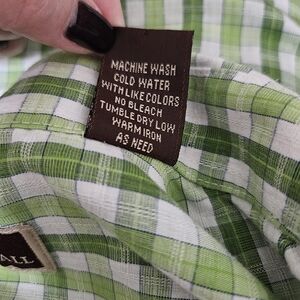 MACHINE WASH
COLD WATER
WITH LIKE COLORS
NO BLEACH
TUMBLE DRY LOW
WARM IRON
AS NEED
ALL